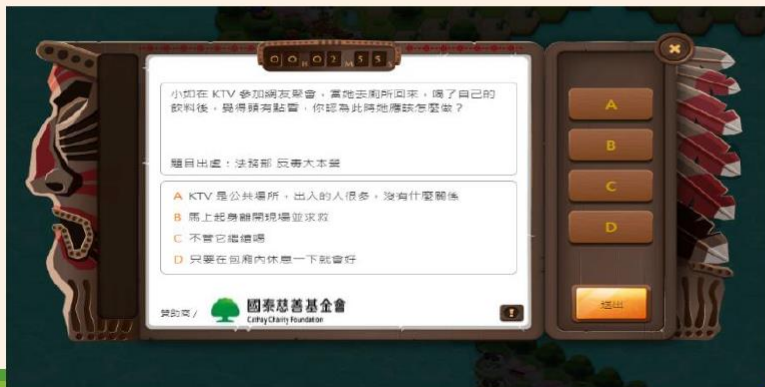 00H02M55S
小如在 KTV 參加網友聚會，當她去廁所回來，喝了自己的
飲料後，覺得頭有點暈，你認為此時她應該怎麼做？
題目出處：法務部 反毒大本營
A KTV 是公共場所，出入的人很多，沒有什麼關係
B 馬上起身離開現場並求救
C 不管它繼續喝
D 只要在包廂內休息一下就會好
贊助商 /
國泰慈善基金會
Cathay Charity Foundation
A
B
C
D
送出